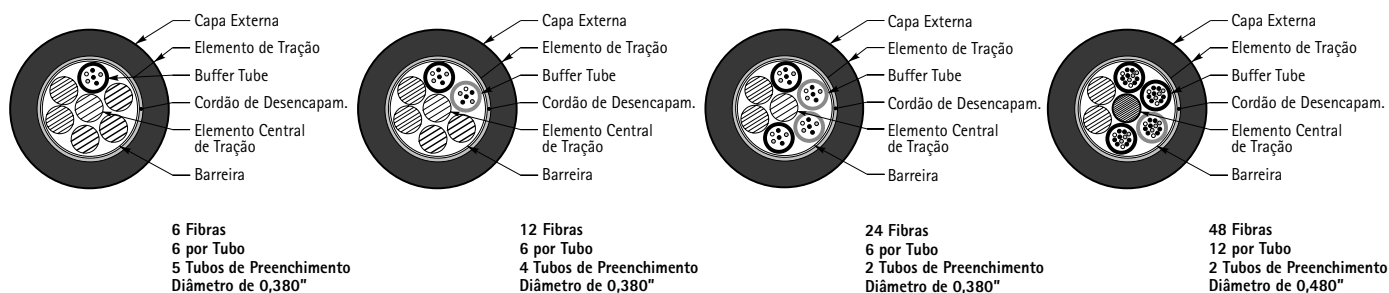 Capa Externa
Elemento de Tração
Buffer Tube
Cordão de Desencapam.
Elemento Central
de Tração
Barreira
6 Fibras
6 por Tubo
5 Tubos de Preenchimento
Diâmetro de 0,380"
Capa Externa
Elemento de Tração
Buffer Tube
Cordão de Desencapam.
Elemento Central
de Tração
Barreira
12 Fibras
6 por Tubo
4 Tubos de Preenchimento
Diâmetro de 0,380"
Capa Externa
Elemento de Tração
Buffer Tube
Cordão de Desencapam.
Elemento Central
de Tração
Barreira
24 Fibras
6 por Tubo
2 Tubos de Preenchimento
Diâmetro de 0,380"
Capa Externa
Elemento de Tração
Buffer Tube
Cordão de Desencapam.
Elemento Central
de Tração
Barreira
48 Fibras
12 por Tubo
2 Tubos de Preenchimento
Diâmetro de 0,480"